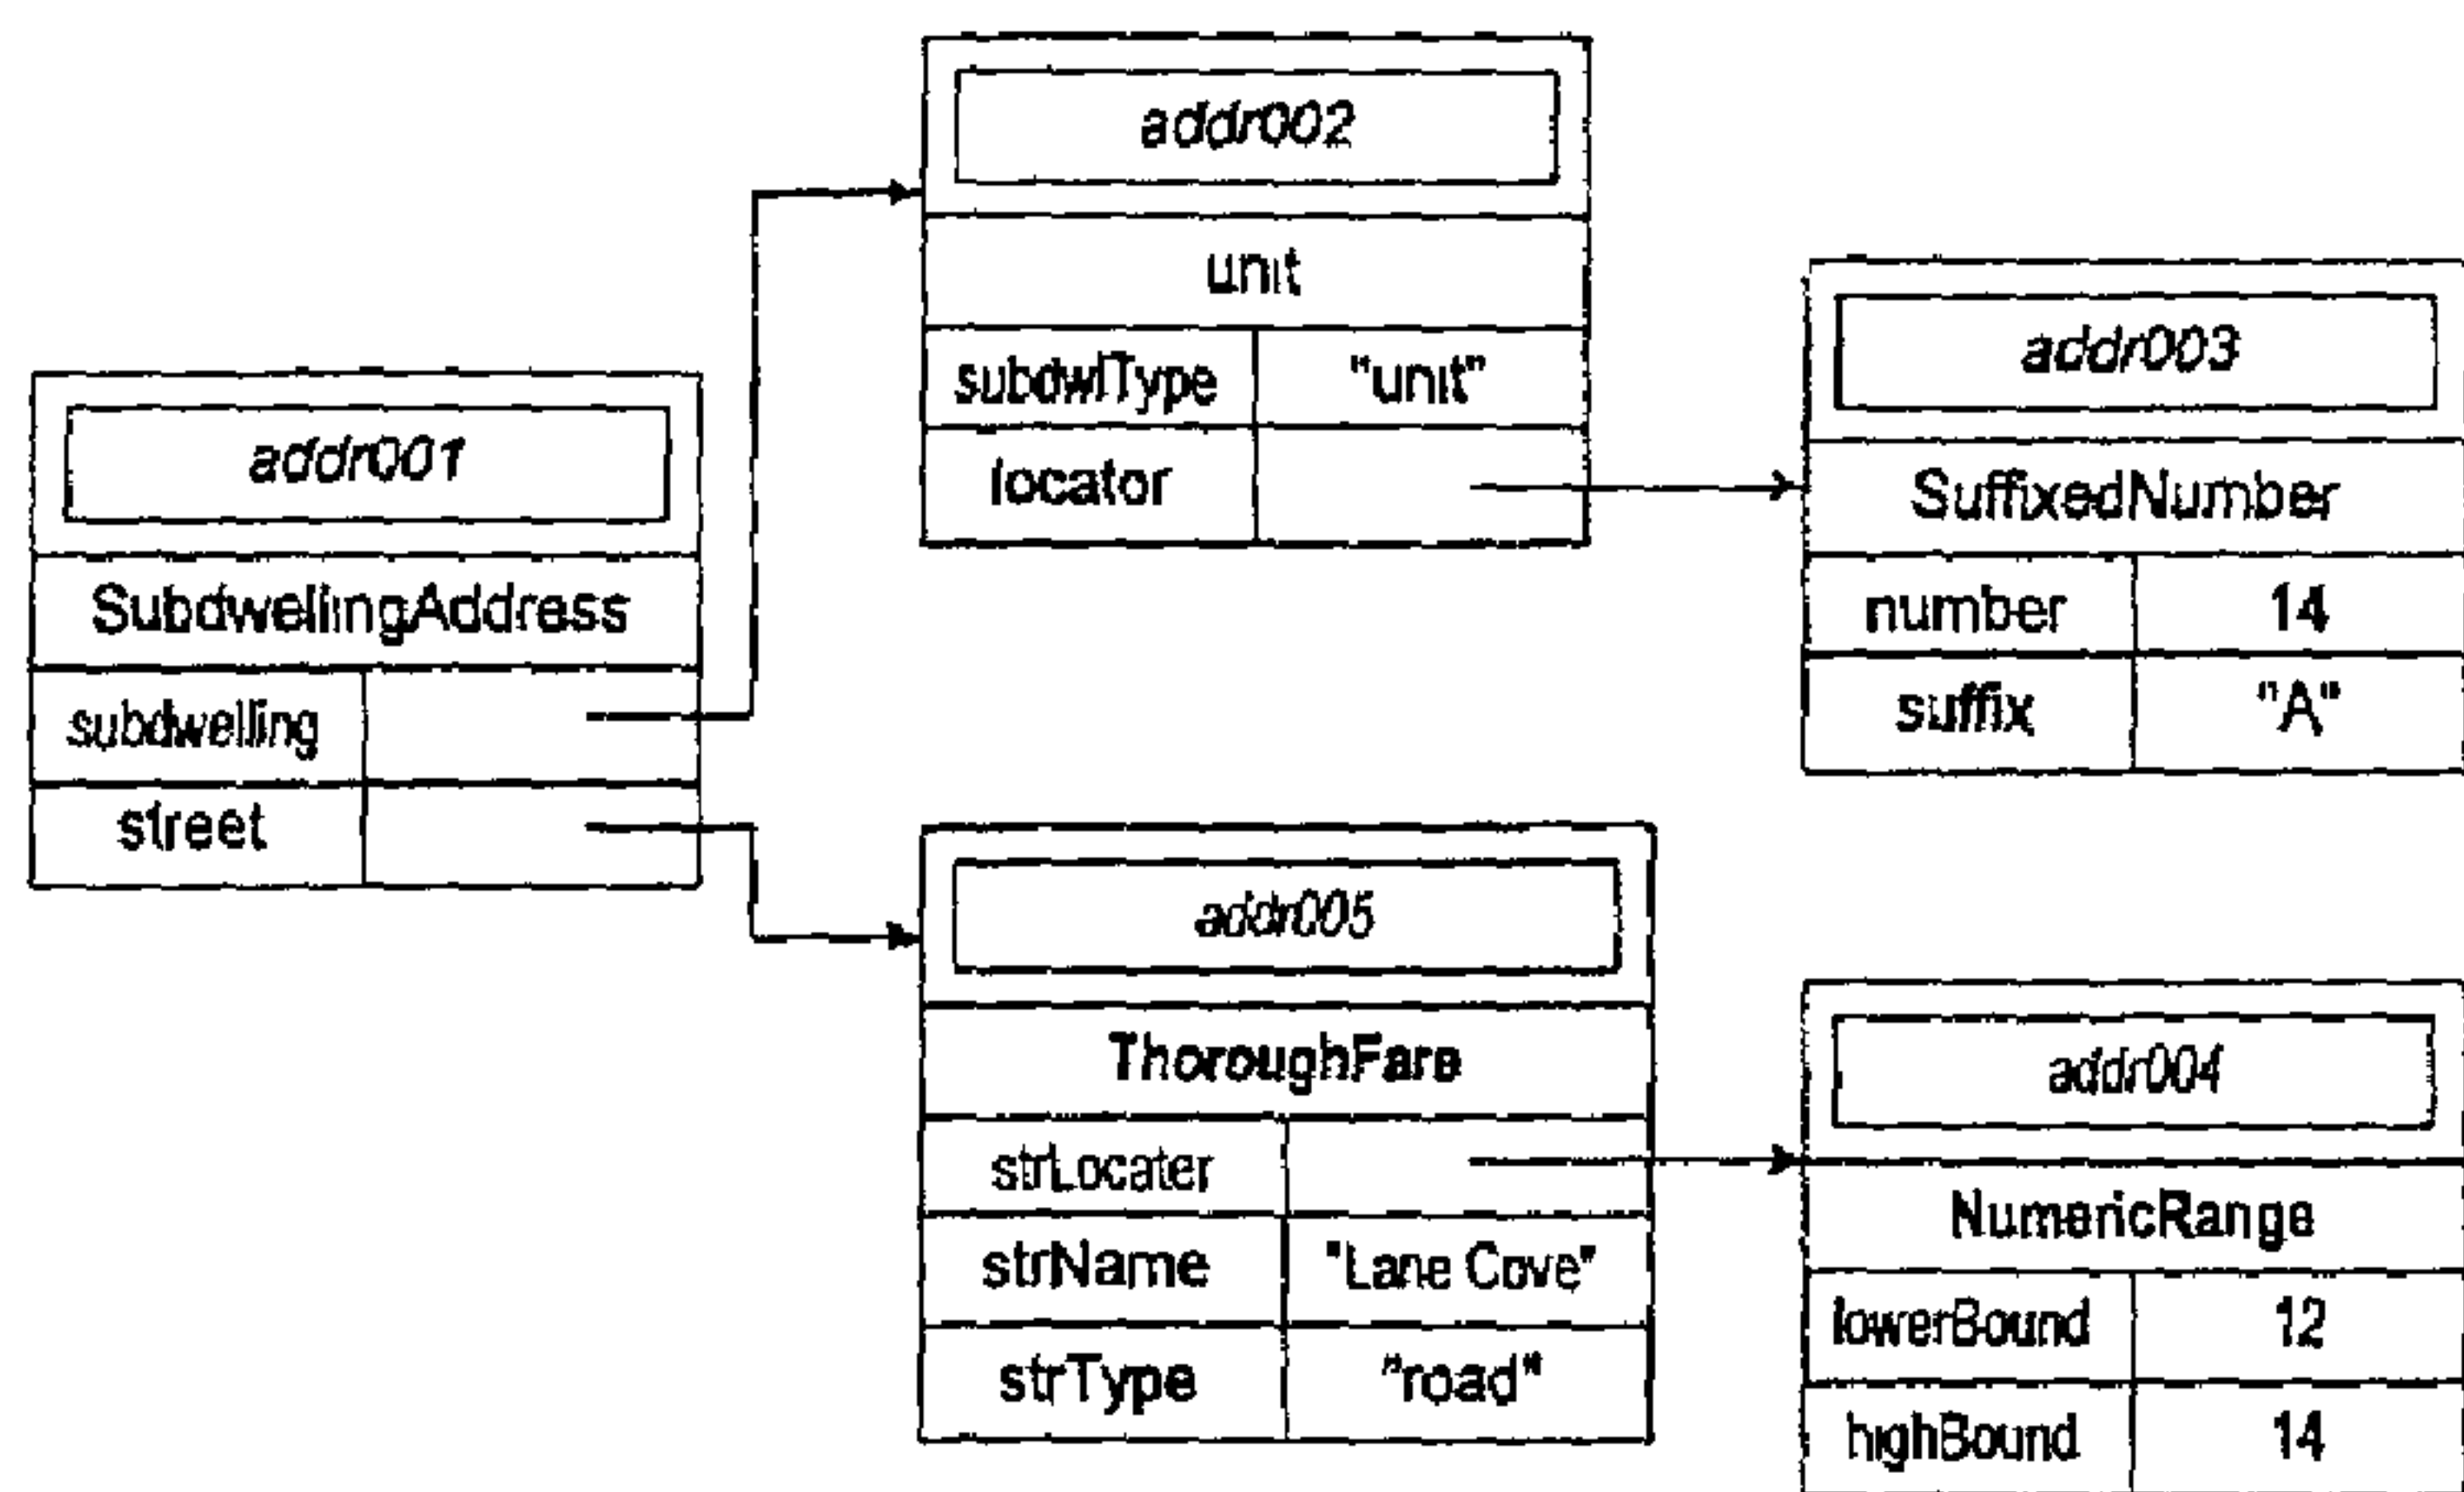 addr001
SubdwellingAddress
subdwelling
street
addr002
unit
subdwlType "unit"
locator
addr003
SuffixedNumber
number 14
suffix "A"
addr005
ThoroughFare
strLocater
strName "Lane Cove"
strType "road"
addr004
NumericRange
lowerBound 12
highBound 14